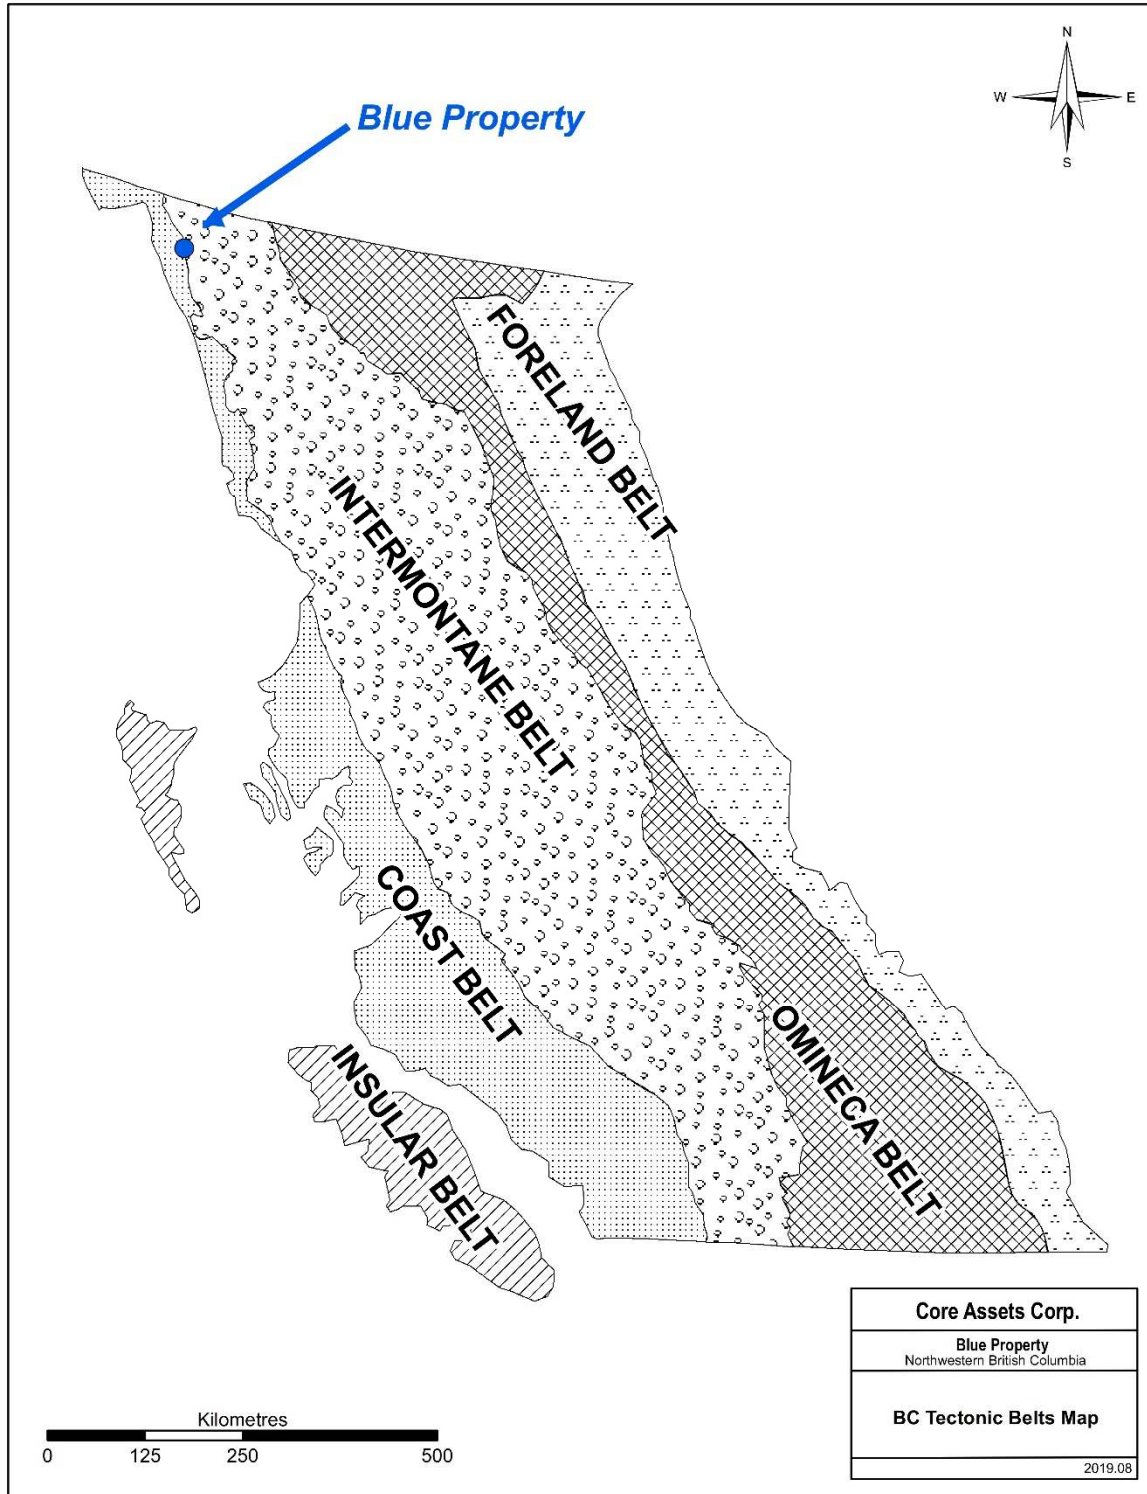 N
W E
S
Blue Property
FORELAND BELT
INTERMONTANE BELT
COAST BELT
OMINECA BELT
INSULAR BELT
Core Assets Corp.
Blue Property
Northwestern British Columbia
BC Tectonic Belts Map
2019.08
Kilometres
0 125 250 500